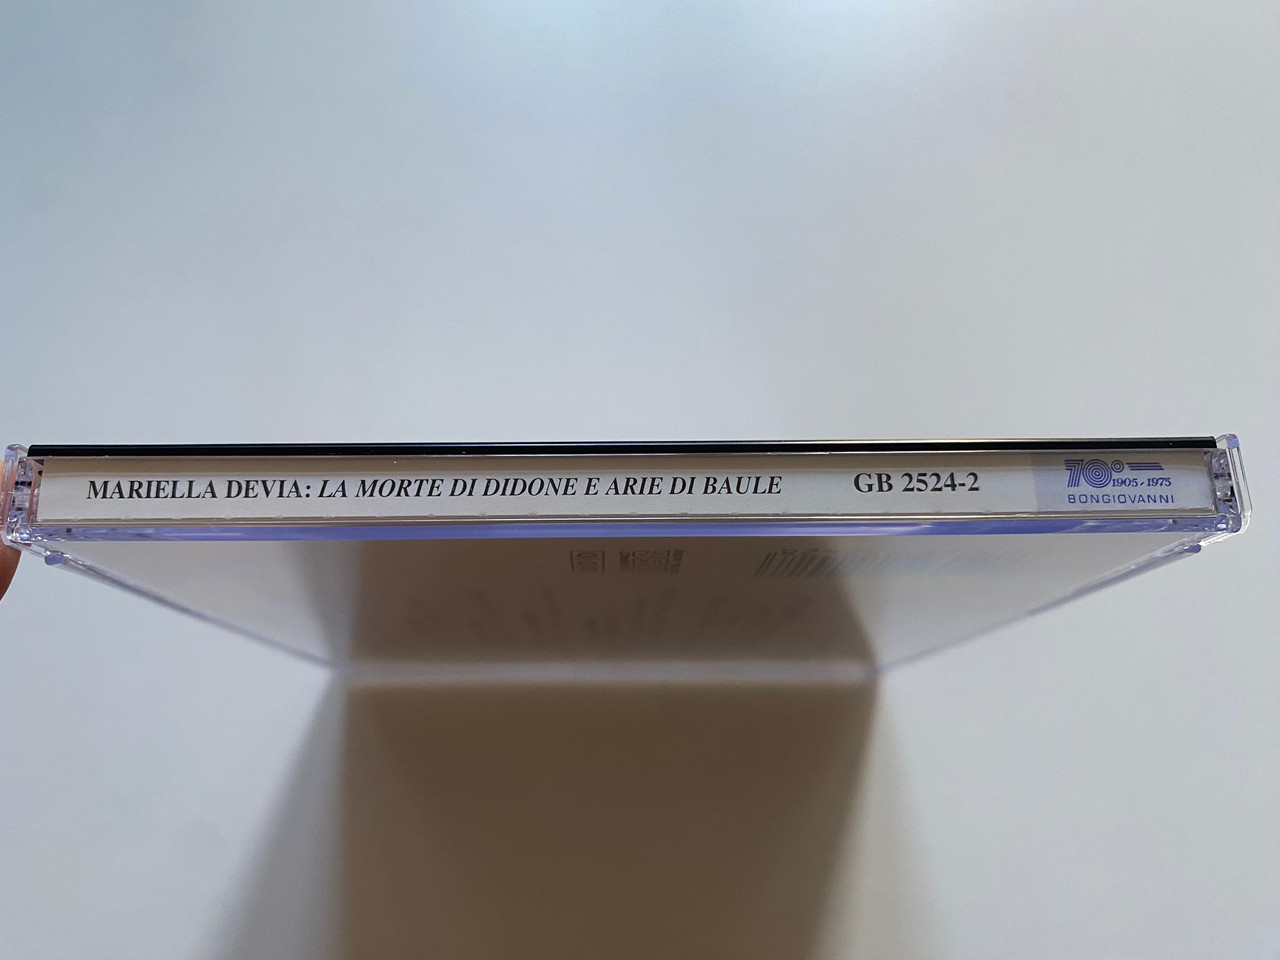 MARIELLA DEVIA: LA MORTE DI DIDONE E ARIE DI BAULE GB 2524-2
70° 1905-1975
BONGIOVANNI